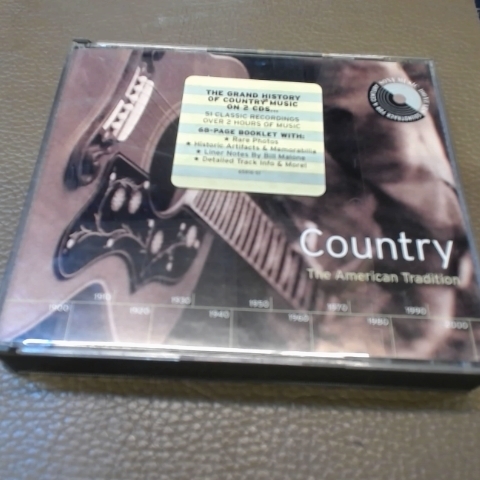 THE GRAND HISTORY
OF COUNTRY MUSIC
ON 2 CDS...
51 CLASSIC RECORDINGS
OVER 2 HOURS OF MUSIC
68-PAGE BOOKLET WITH:
★ Rare Photos
★ Historic Artifacts & Memorabilia
★ Liner Notes By Bill Malone
★ Detailed Track Info & More!
Country
The American Tradition
1900 1910 1920 1930 1940 1950 1960 1970 1980 1990 2000